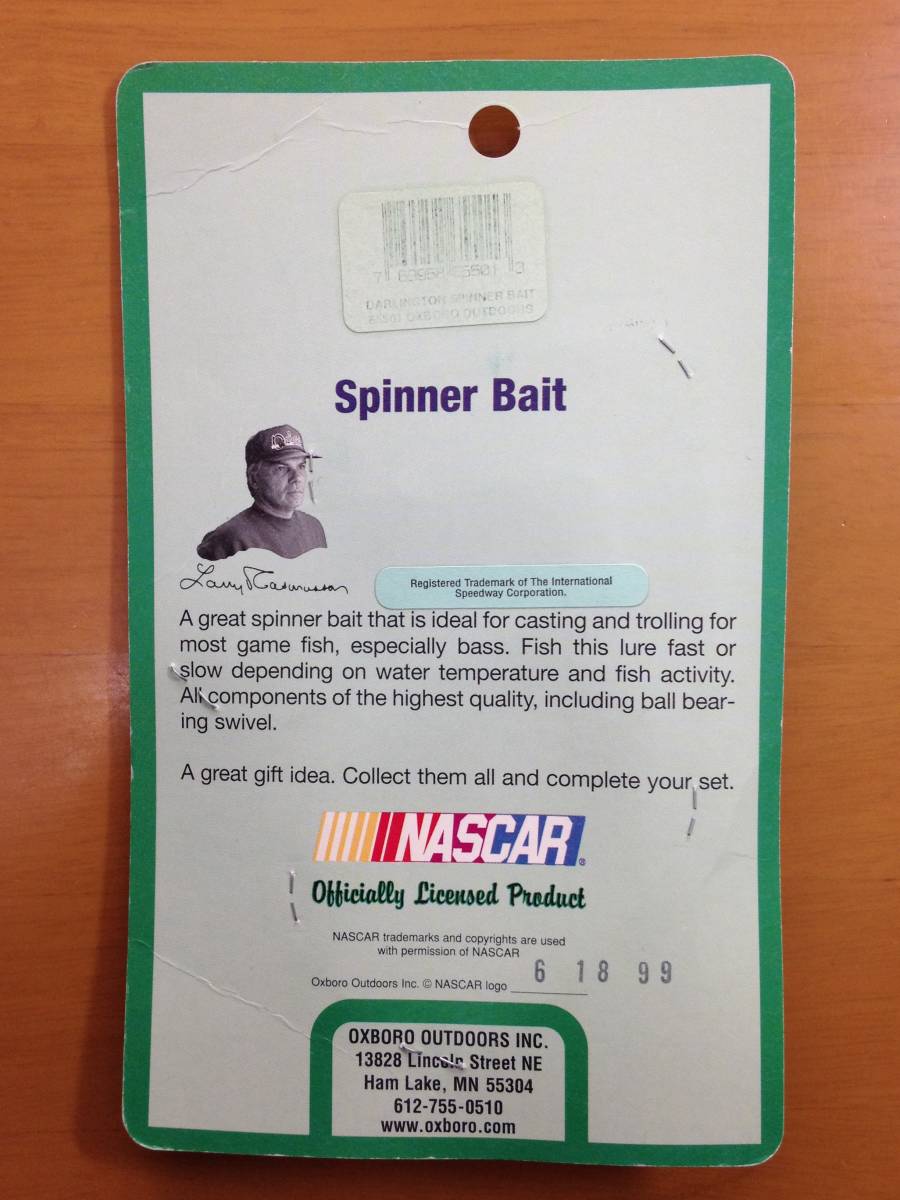 DARLINGTON SPINNER BAIT
OXBORO OUTDOORS
Spinner Bait
Larry Rasmussen
Registered Trademark of The International
Speedway Corporation.
A great spinner bait that is ideal for casting and trolling for
most game fish, especially bass. Fish this lure fast or
slow depending on water temperature and fish activity.
All components of the highest quality, including ball bear-
ing swivel.
A great gift idea. Collect them all and complete your set.
NASCAR®
Officially Licensed Product
NASCAR trademarks and copyrights are used
with permission of NASCAR
Oxboro Outdoors Inc. © NASCAR logo 6 18 99
OXBORO OUTDOORS INC.
13828 Lincoln Street NE
Ham Lake, MN 55304
612-755-0510
www.oxboro.com